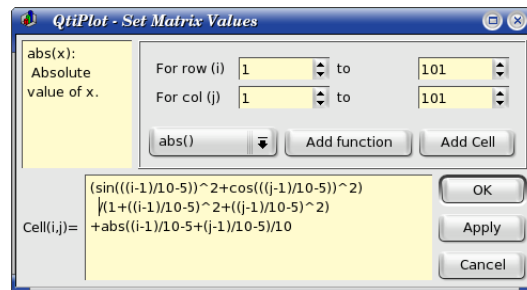 QtiPlot - Set Matrix Values
abs(x):
Absolute
value of x.
For row (i) 1 to 101
For col (j) 1 to 101
abs() Add function Add Cell
Cell(i,j)=
(sin(((i-1)/10-5))^2+cos(((j-1)/10-5))^2)
/(1+((i-1)/10-5)^2+((j-1)/10-5)^2)
+abs((i-1)/10-5+(j-1)/10-5)/10
OK
Apply
Cancel